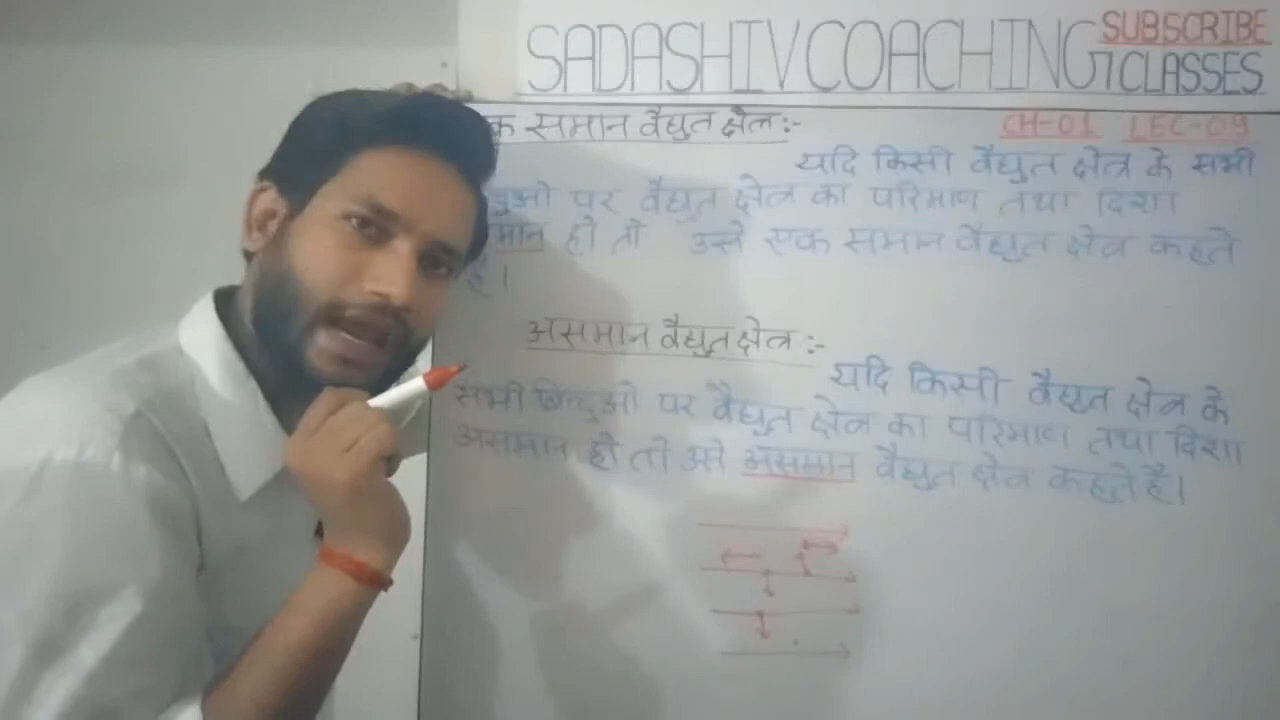 SADASHIV COACHING CLASSES
SUBSCRIBE
CH-01 LEC-09
क समान वैद्युत क्षेत्र :-
यदि किसी वैद्युत क्षेत्र के सभी
ुओ पर वैद्युत क्षेत्र का परिमाण तथा दिशा
मान हो तो उसे एक समान वैद्युत क्षेत्र कहते
है।
असमान वैद्युत क्षेत्र :-
यदि किसी वैद्युत क्षेत्र के
सभी बिन्दुओ पर वैद्युत क्षेत्र का परिमाण तथा दिशा
असमान हो तो उसे असमान वैद्युत क्षेत्र कहते है।